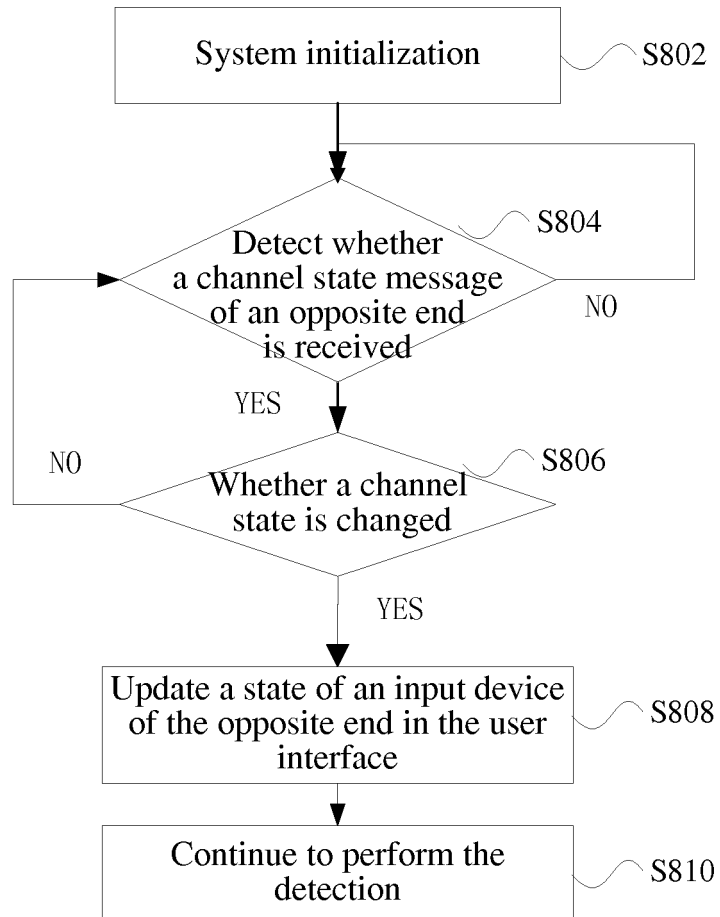 System initialization
S802
S804
Detect whether
a channel state message
of an opposite end
is received
NO
YES
NO
S806
Whether a channel
state is changed
YES
Update a state of an input device
of the opposite end in the user
interface
S808
Continue to perform the
detection
S810